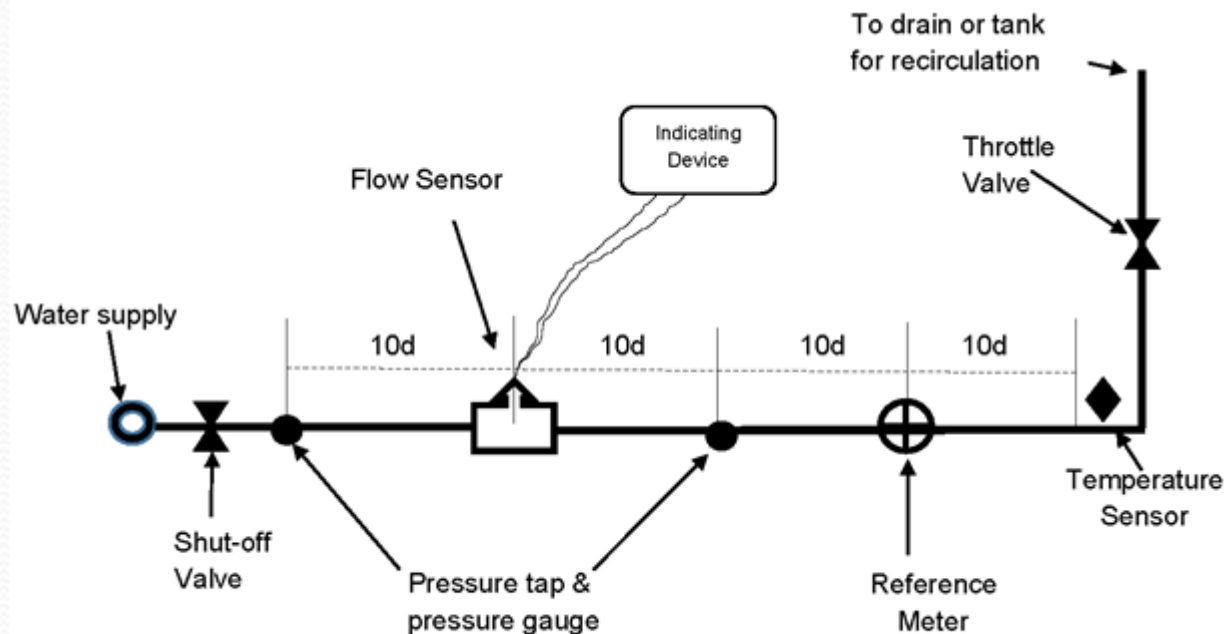 To drain or tank
for recirculation
Indicating
Device
Throttle
Valve
Flow Sensor
Water supply
10d
10d
10d
10d
Temperature
Sensor
Shut-off
Valve
Pressure tap &
pressure gauge
Reference
Meter